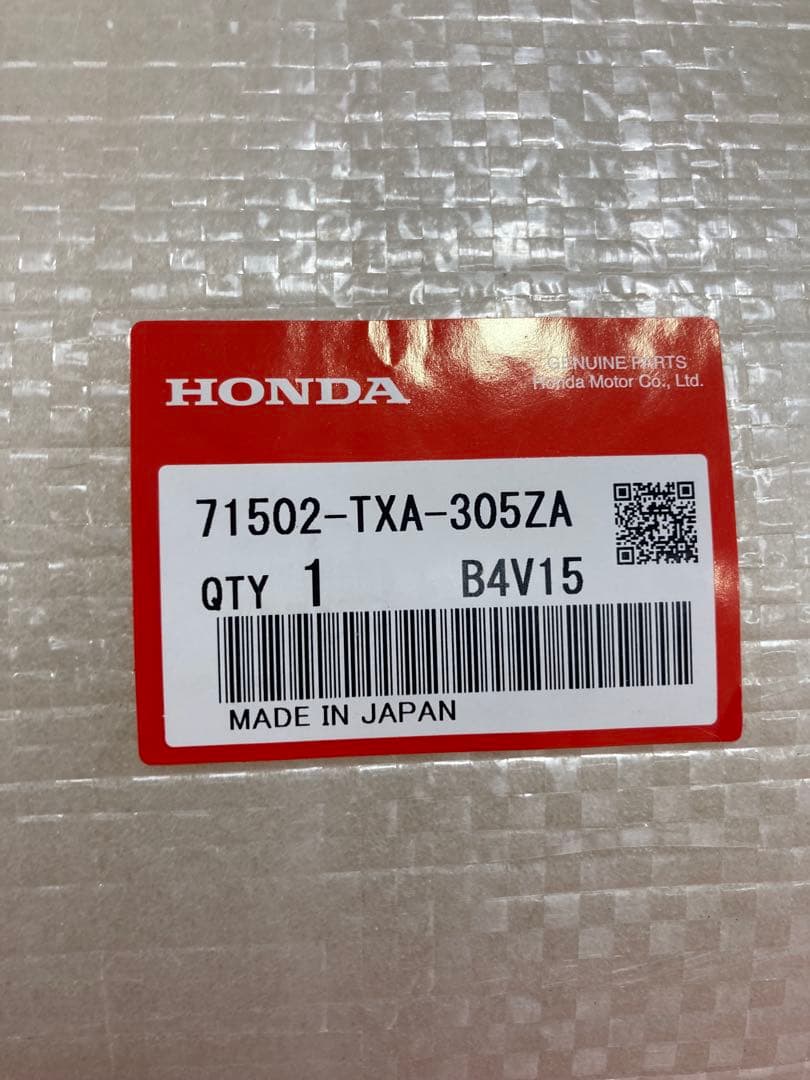 HONDA
GENUINE PARTS
Honda Motor Co., Ltd.
71502-TXA-305ZA
QTY 1 B4V15
MADE IN JAPAN